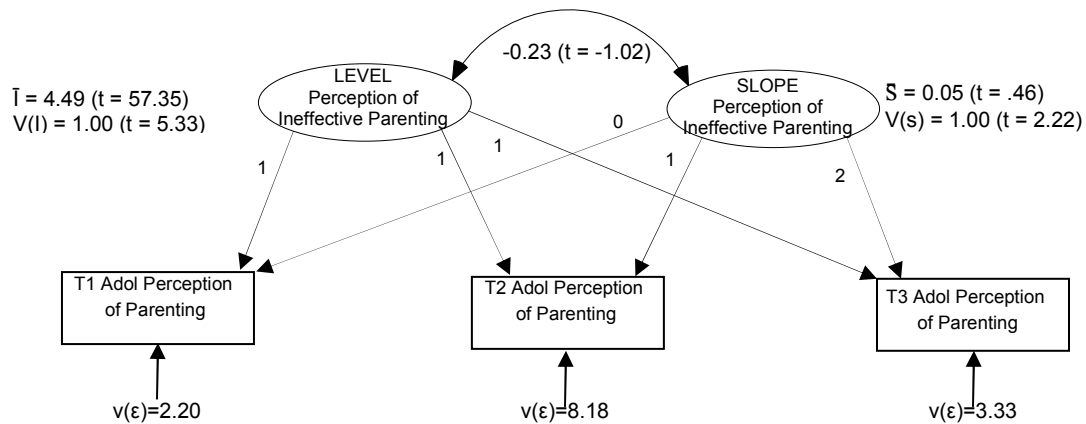 -0.23 (t = -1.02)
LEVEL
Perception of
Ineffective Parenting
SLOPE
Perception of
Ineffective Parenting
Ī = 4.49 (t = 57.35)
V(I) = 1.00 (t = 5.33)
S̄ = 0.05 (t = .46)
V(s) = 1.00 (t = 2.22)
1
1
1
0
1
2
T1 Adol Perception
of Parenting
T2 Adol Perception
of Parenting
T3 Adol Perception
of Parenting
v(ε)=2.20
v(ε)=8.18
v(ε)=3.33